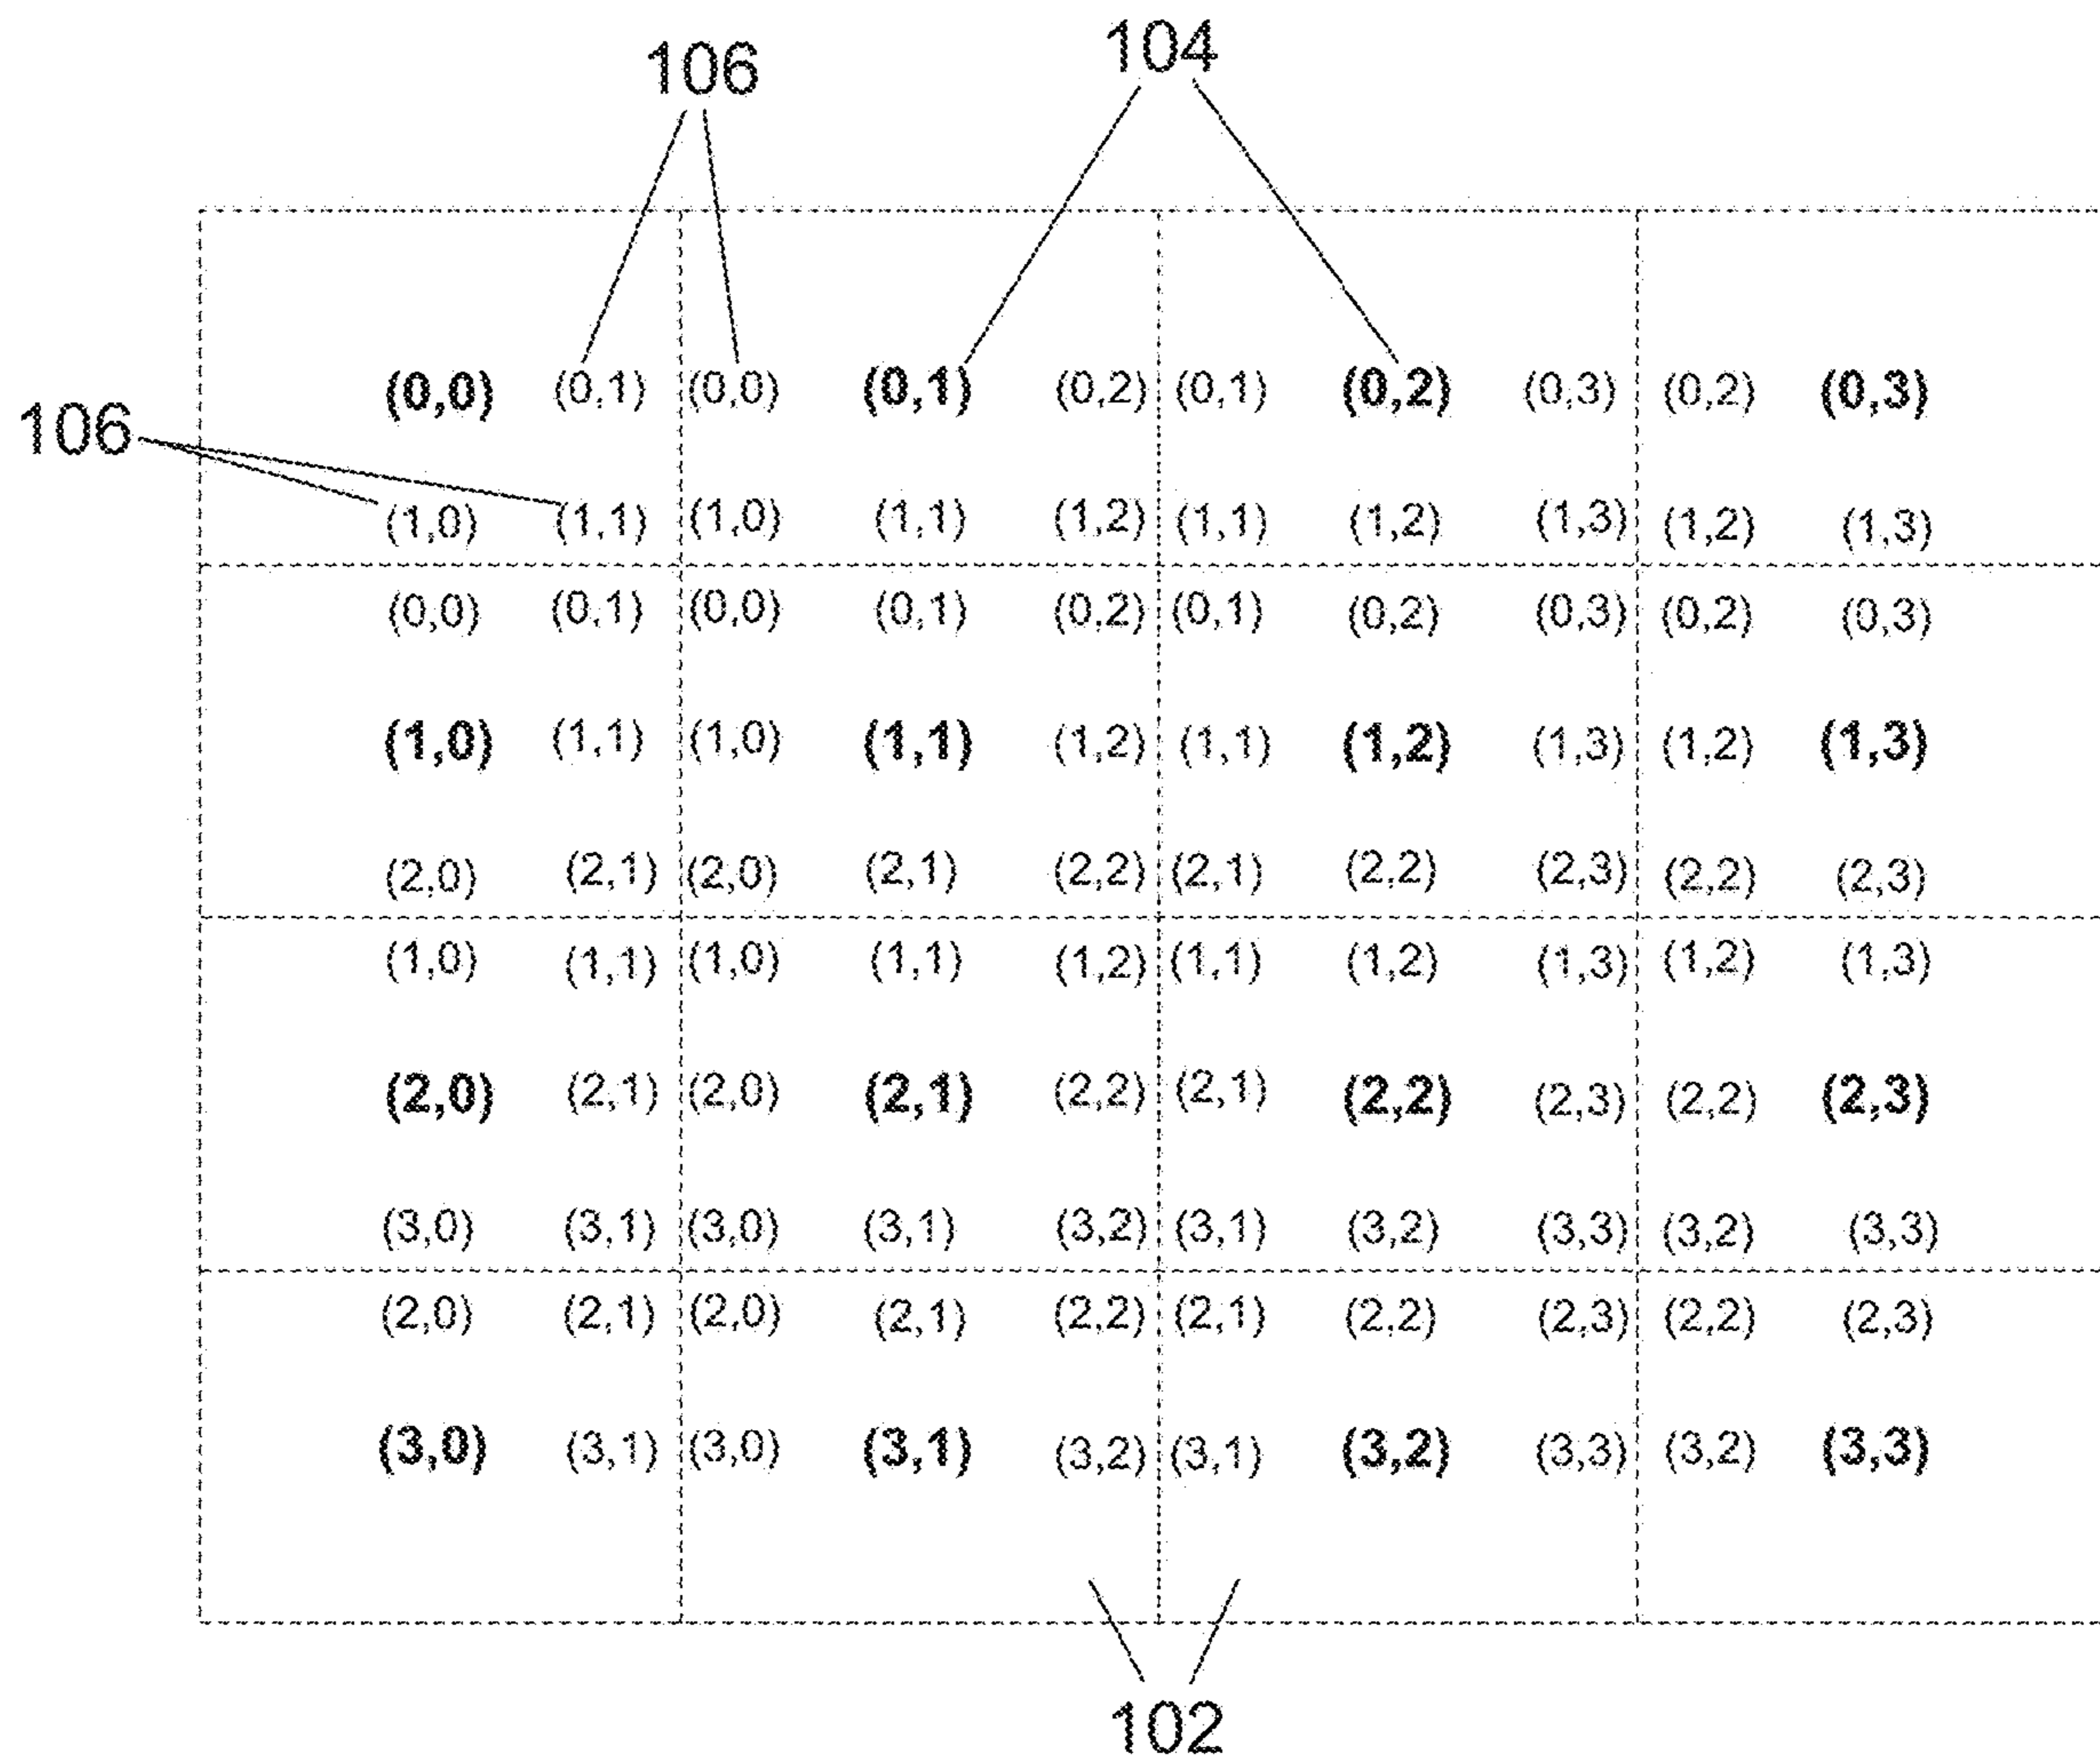 106 104
(0,0) (0,1) (0,0) (0,1) (0,2) (0,1) (0,2) (0,3) (0,2) (0,3)
106
(1,0) (1,1) (1,0) (1,1) (1,2) (1,1) (1,2) (1,3) (1,2) (1,3)
(0,0) (0,1) (0,0) (0,1) (0,2) (0,1) (0,2) (0,3) (0,2) (0,3)
(1,0) (1,1) (1,0) (1,1) (1,2) (1,1) (1,2) (1,3) (1,2) (1,3)
(2,0) (2,1) (2,0) (2,1) (2,2) (2,1) (2,2) (2,3) (2,2) (2,3)
(1,0) (1,1) (1,0) (1,1) (1,2) (1,1) (1,2) (1,3) (1,2) (1,3)
(2,0) (2,1) (2,0) (2,1) (2,2) (2,1) (2,2) (2,3) (2,2) (2,3)
(3,0) (3,1) (3,0) (3,1) (3,2) (3,1) (3,2) (3,3) (3,2) (3,3)
(2,0) (2,1) (2,0) (2,1) (2,2) (2,1) (2,2) (2,3) (2,2) (2,3)
(3,0) (3,1) (3,0) (3,1) (3,2) (3,1) (3,2) (3,3) (3,2) (3,3)
102